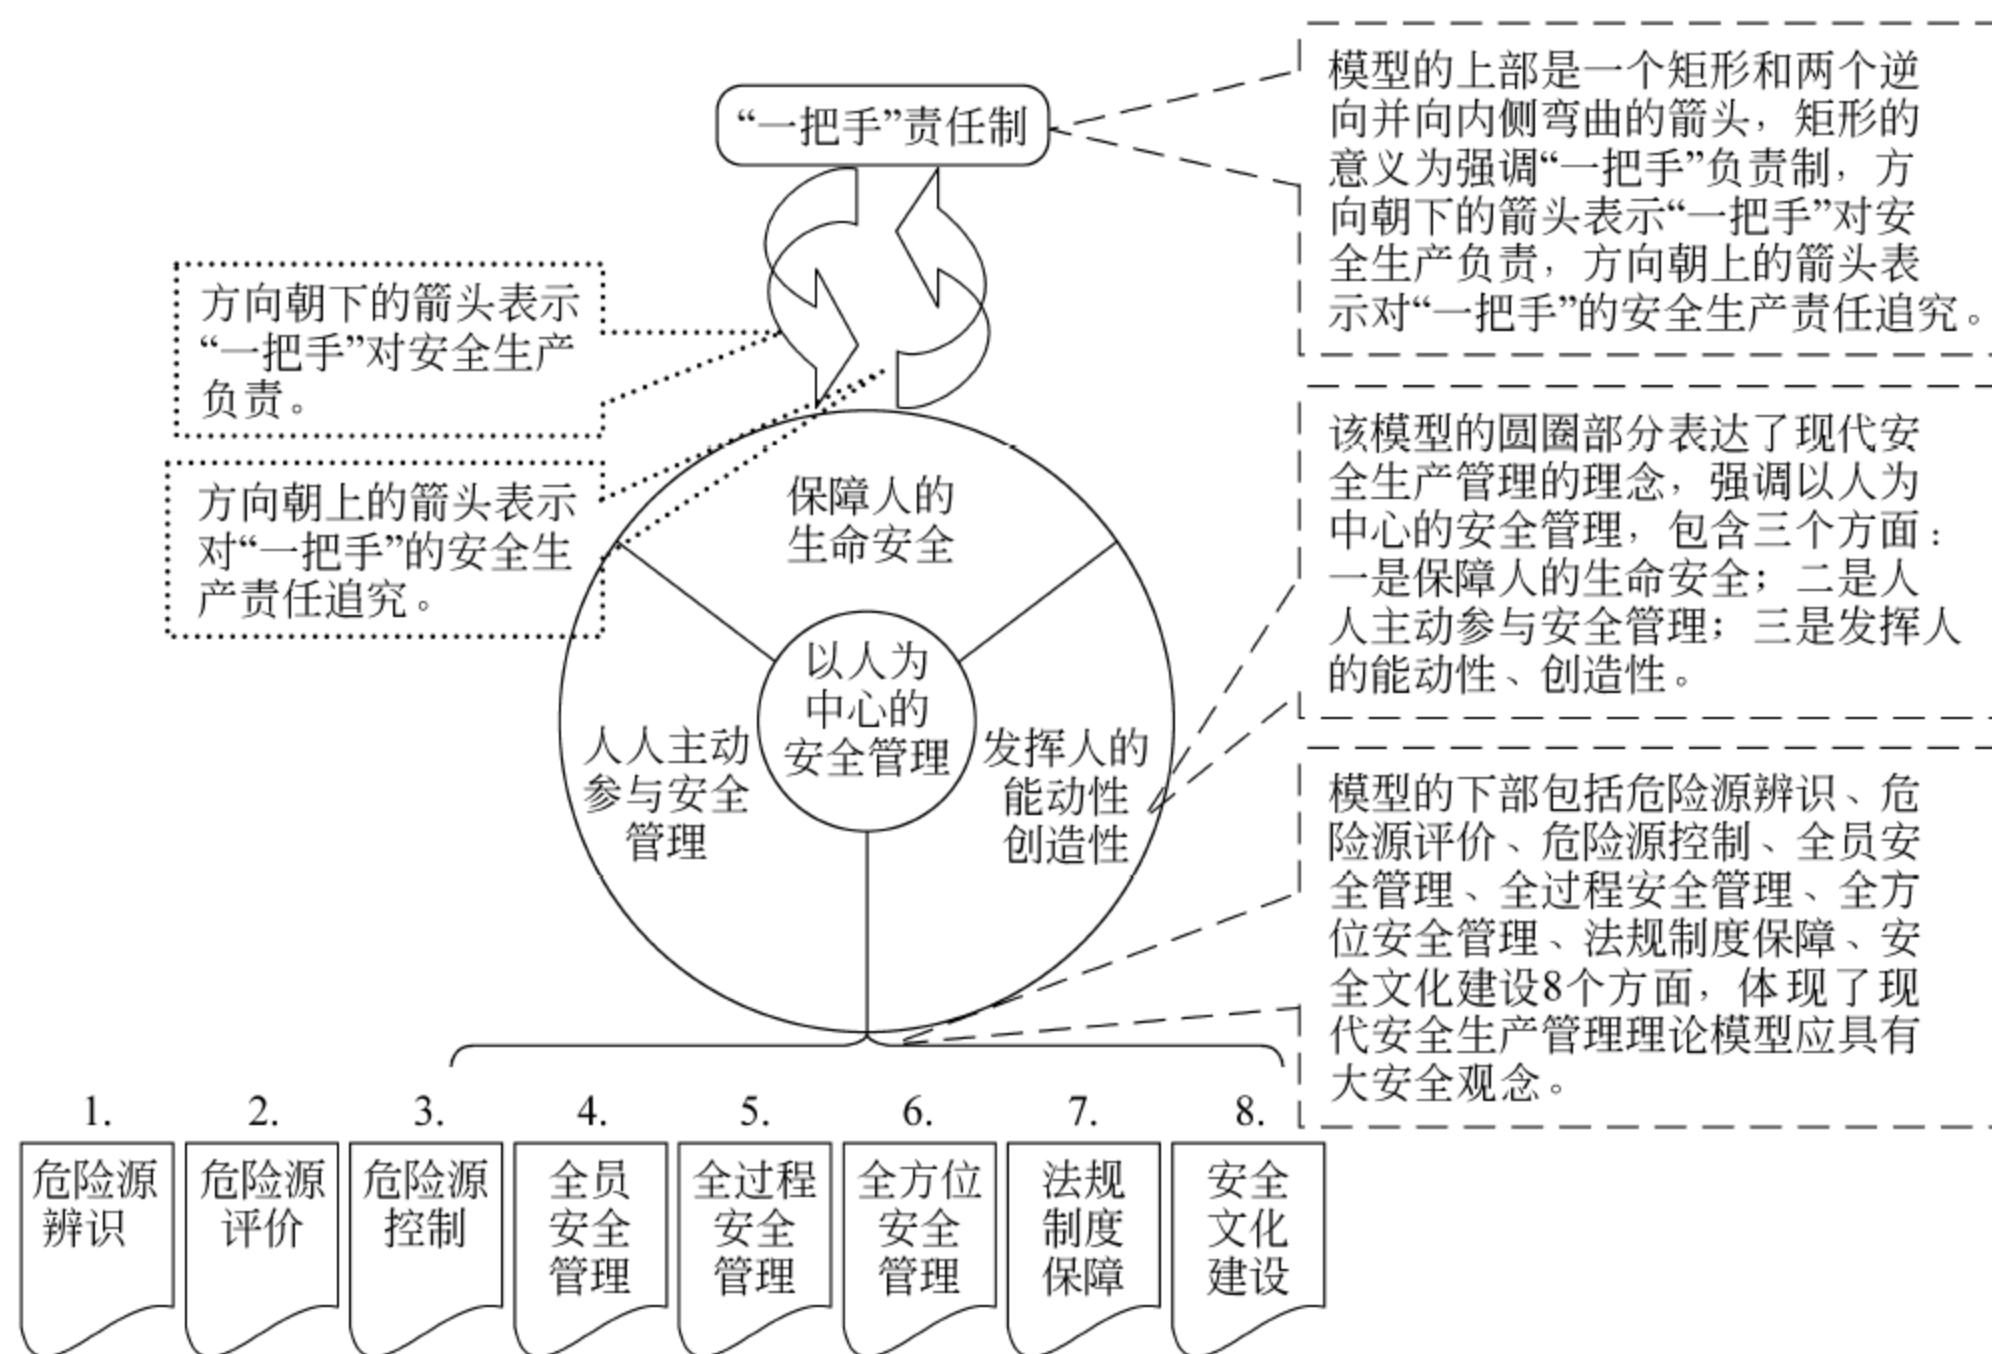 “一把手”责任制
模型的上部是一个矩形和两个逆
向并向内侧弯曲的箭头，矩形的
意义为强调“一把手”负责制，方
向朝下的箭头表示“一把手”对安
全生产负责，方向朝上的箭头表
示对“一把手”的安全生产责任追究。
方向朝下的箭头表示
“一把手”对安全生产
负责。
方向朝上的箭头表示
对“一把手”的安全生
产责任追究。
保障人的
生命安全
以人为
中心的
安全管理
人人主动
参与安全
管理
发挥人的
能动性
创造性
该模型的圆圈部分表达了现代安
全生产管理的理念，强调以人为
中心的安全管理，包含三个方面：
一是保障人的生命安全；二是人
人主动参与安全管理；三是发挥人
的能动性、创造性。
模型的下部包括危险源辨识、危
险源评价、危险源控制、全员安
全管理、全过程安全管理、全方
位安全管理、法规制度保障、安
全文化建设8个方面，体现了现
代安全生产管理理论模型应具有
大安全观念。
1.
危险源
辨识
2.
危险源
评价
3.
危险源
控制
4.
全员
安全
管理
5.
全过程
安全
管理
6.
全方位
安全
管理
7.
法规
制度
保障
8.
安全
文化
建设